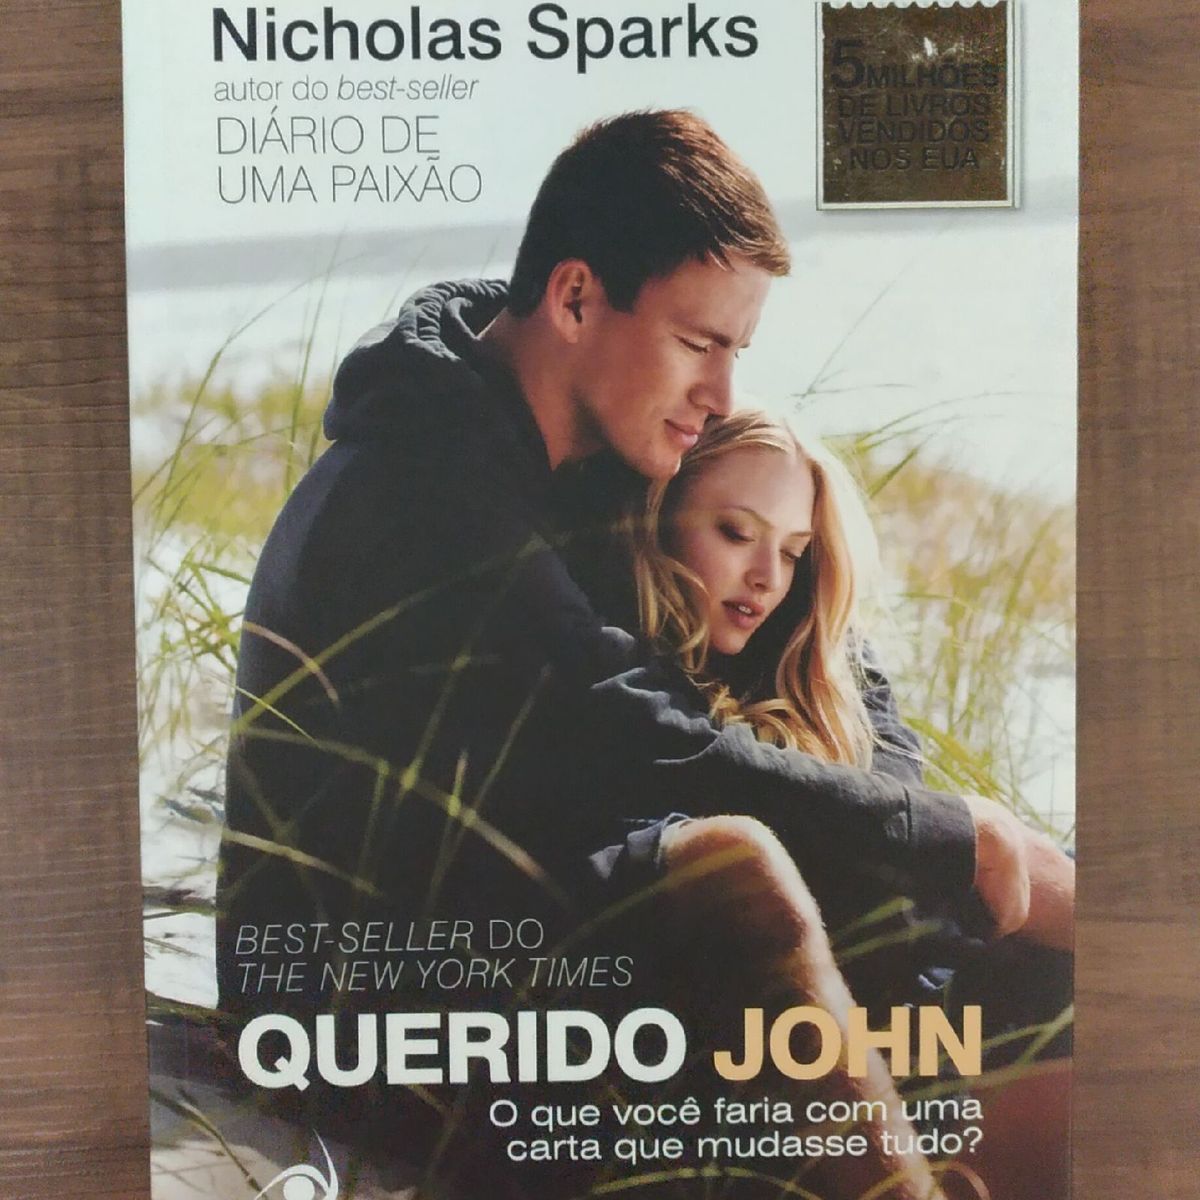 Nicholas Sparks
autor do best-seller
DIÁRIO DE
UMA PAIXÃO
5 MILHÕES
DE LIVROS
VENDIDOS
NOS EUA
BEST-SELLER DO
THE NEW YORK TIMES
QUERIDO JOHN
O que você faria com uma
carta que mudasse tudo?